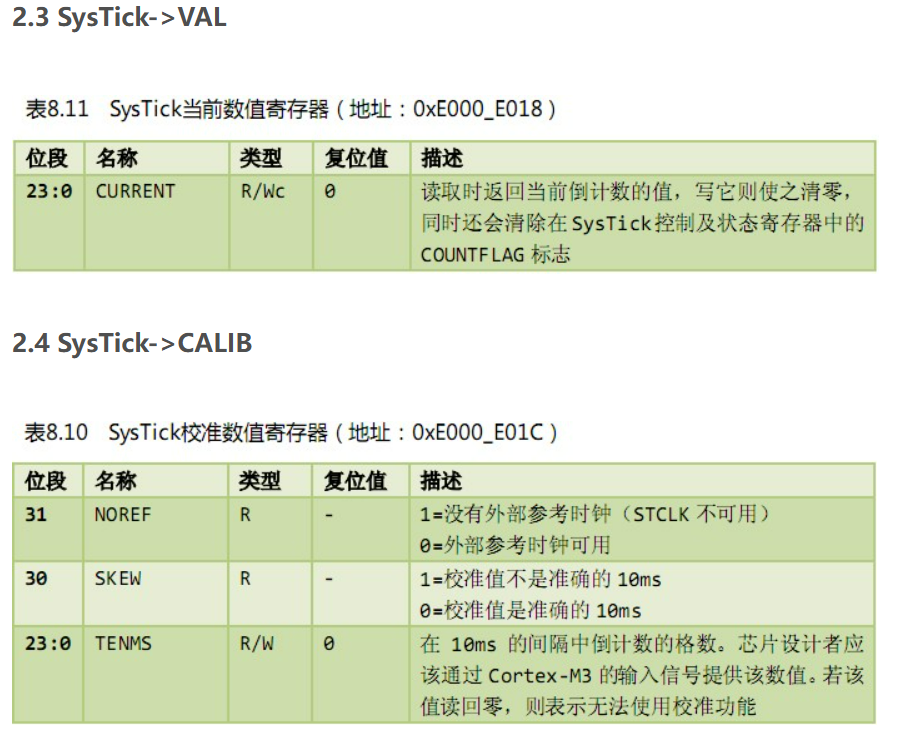 2.3 SysTick->VAL
表8.11 SysTick当前数值寄存器（地址：0xE000_E018）
位段 名称 类型 复位值 描述
23:0 CURRENT R/Wc 0 读取时返回当前倒计数的值，写它则使之清零，
同时还会清除在 SysTick 控制及状态寄存器中的
COUNTFLAG 标志
2.4 SysTick->CALIB
表8.10 SysTick校准数值寄存器（地址：0xE000_E01C）
位段 名称 类型 复位值 描述
31 NOREF R - 1=没有外部参考时钟（STCLK 不可用）
0=外部参考时钟可用
30 SKEW R - 1=校准值不是准确的 10ms
0=校准值是准确的 10ms
23:0 TENMS R/W 0 在 10ms 的间隔中倒计数的格数。芯片设计者应
该通过 Cortex-M3 的输入信号提供该数值。若该
值读回零，则表示无法使用校准功能